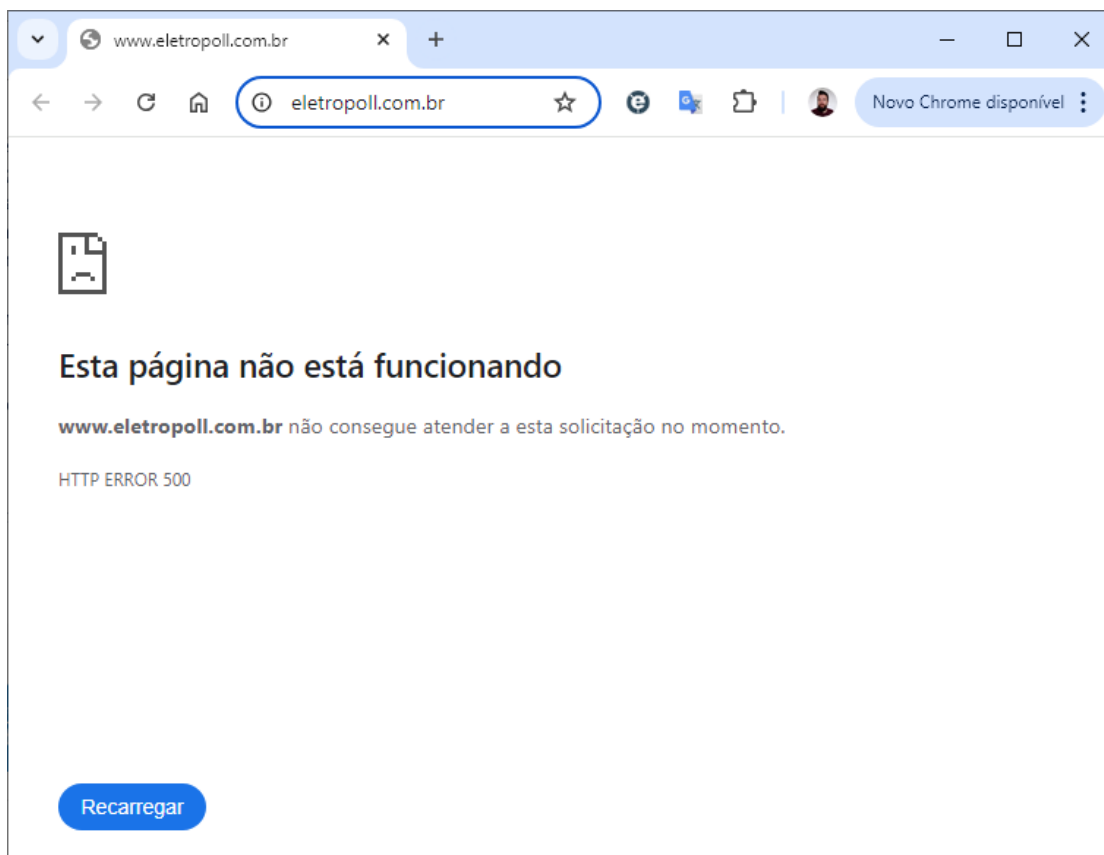 www.eletropoll.com.br
eletropoll.com.br
Novo Chrome disponível
Esta página não está funcionando
www.eletropoll.com.br não consegue atender a esta solicitação no momento.
HTTP ERROR 500
Recarregar